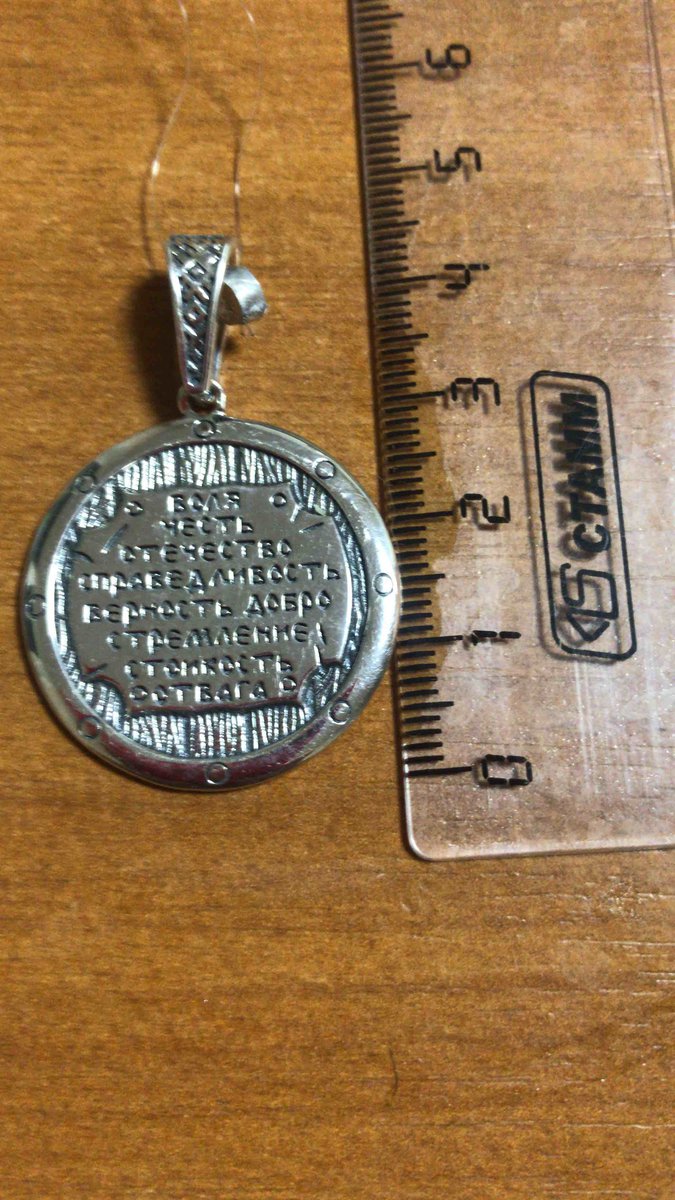 ВОЛЯ
ЧЕСТЬ
ОТЕЧЕСТВО
СПРАВЕДЛИВОСТЬ
ВЕРНОСТЬ ДОБРО
СТРЕМЛЕНИЕ
СТОЙКОСТЬ
ОТВАГА
6
5
4
3
2
1
0
СТАММ